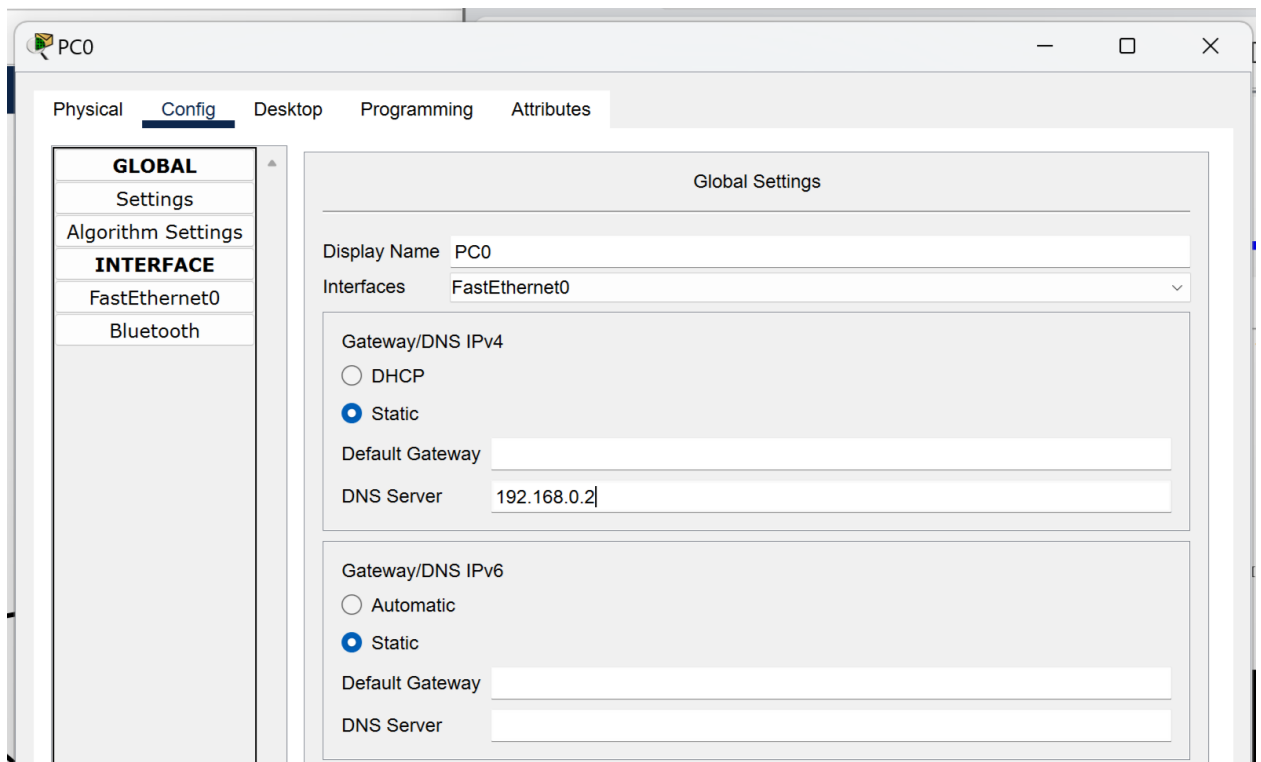 PC0
Physical Config Desktop Programming Attributes
GLOBAL
Settings
Algorithm Settings
INTERFACE
FastEthernet0
Bluetooth
Global Settings
Display Name PC0
Interfaces FastEthernet0
Gateway/DNS IPv4
DHCP
Static
Default Gateway
DNS Server 192.168.0.2
Gateway/DNS IPv6
Automatic
Static
Default Gateway
DNS Server